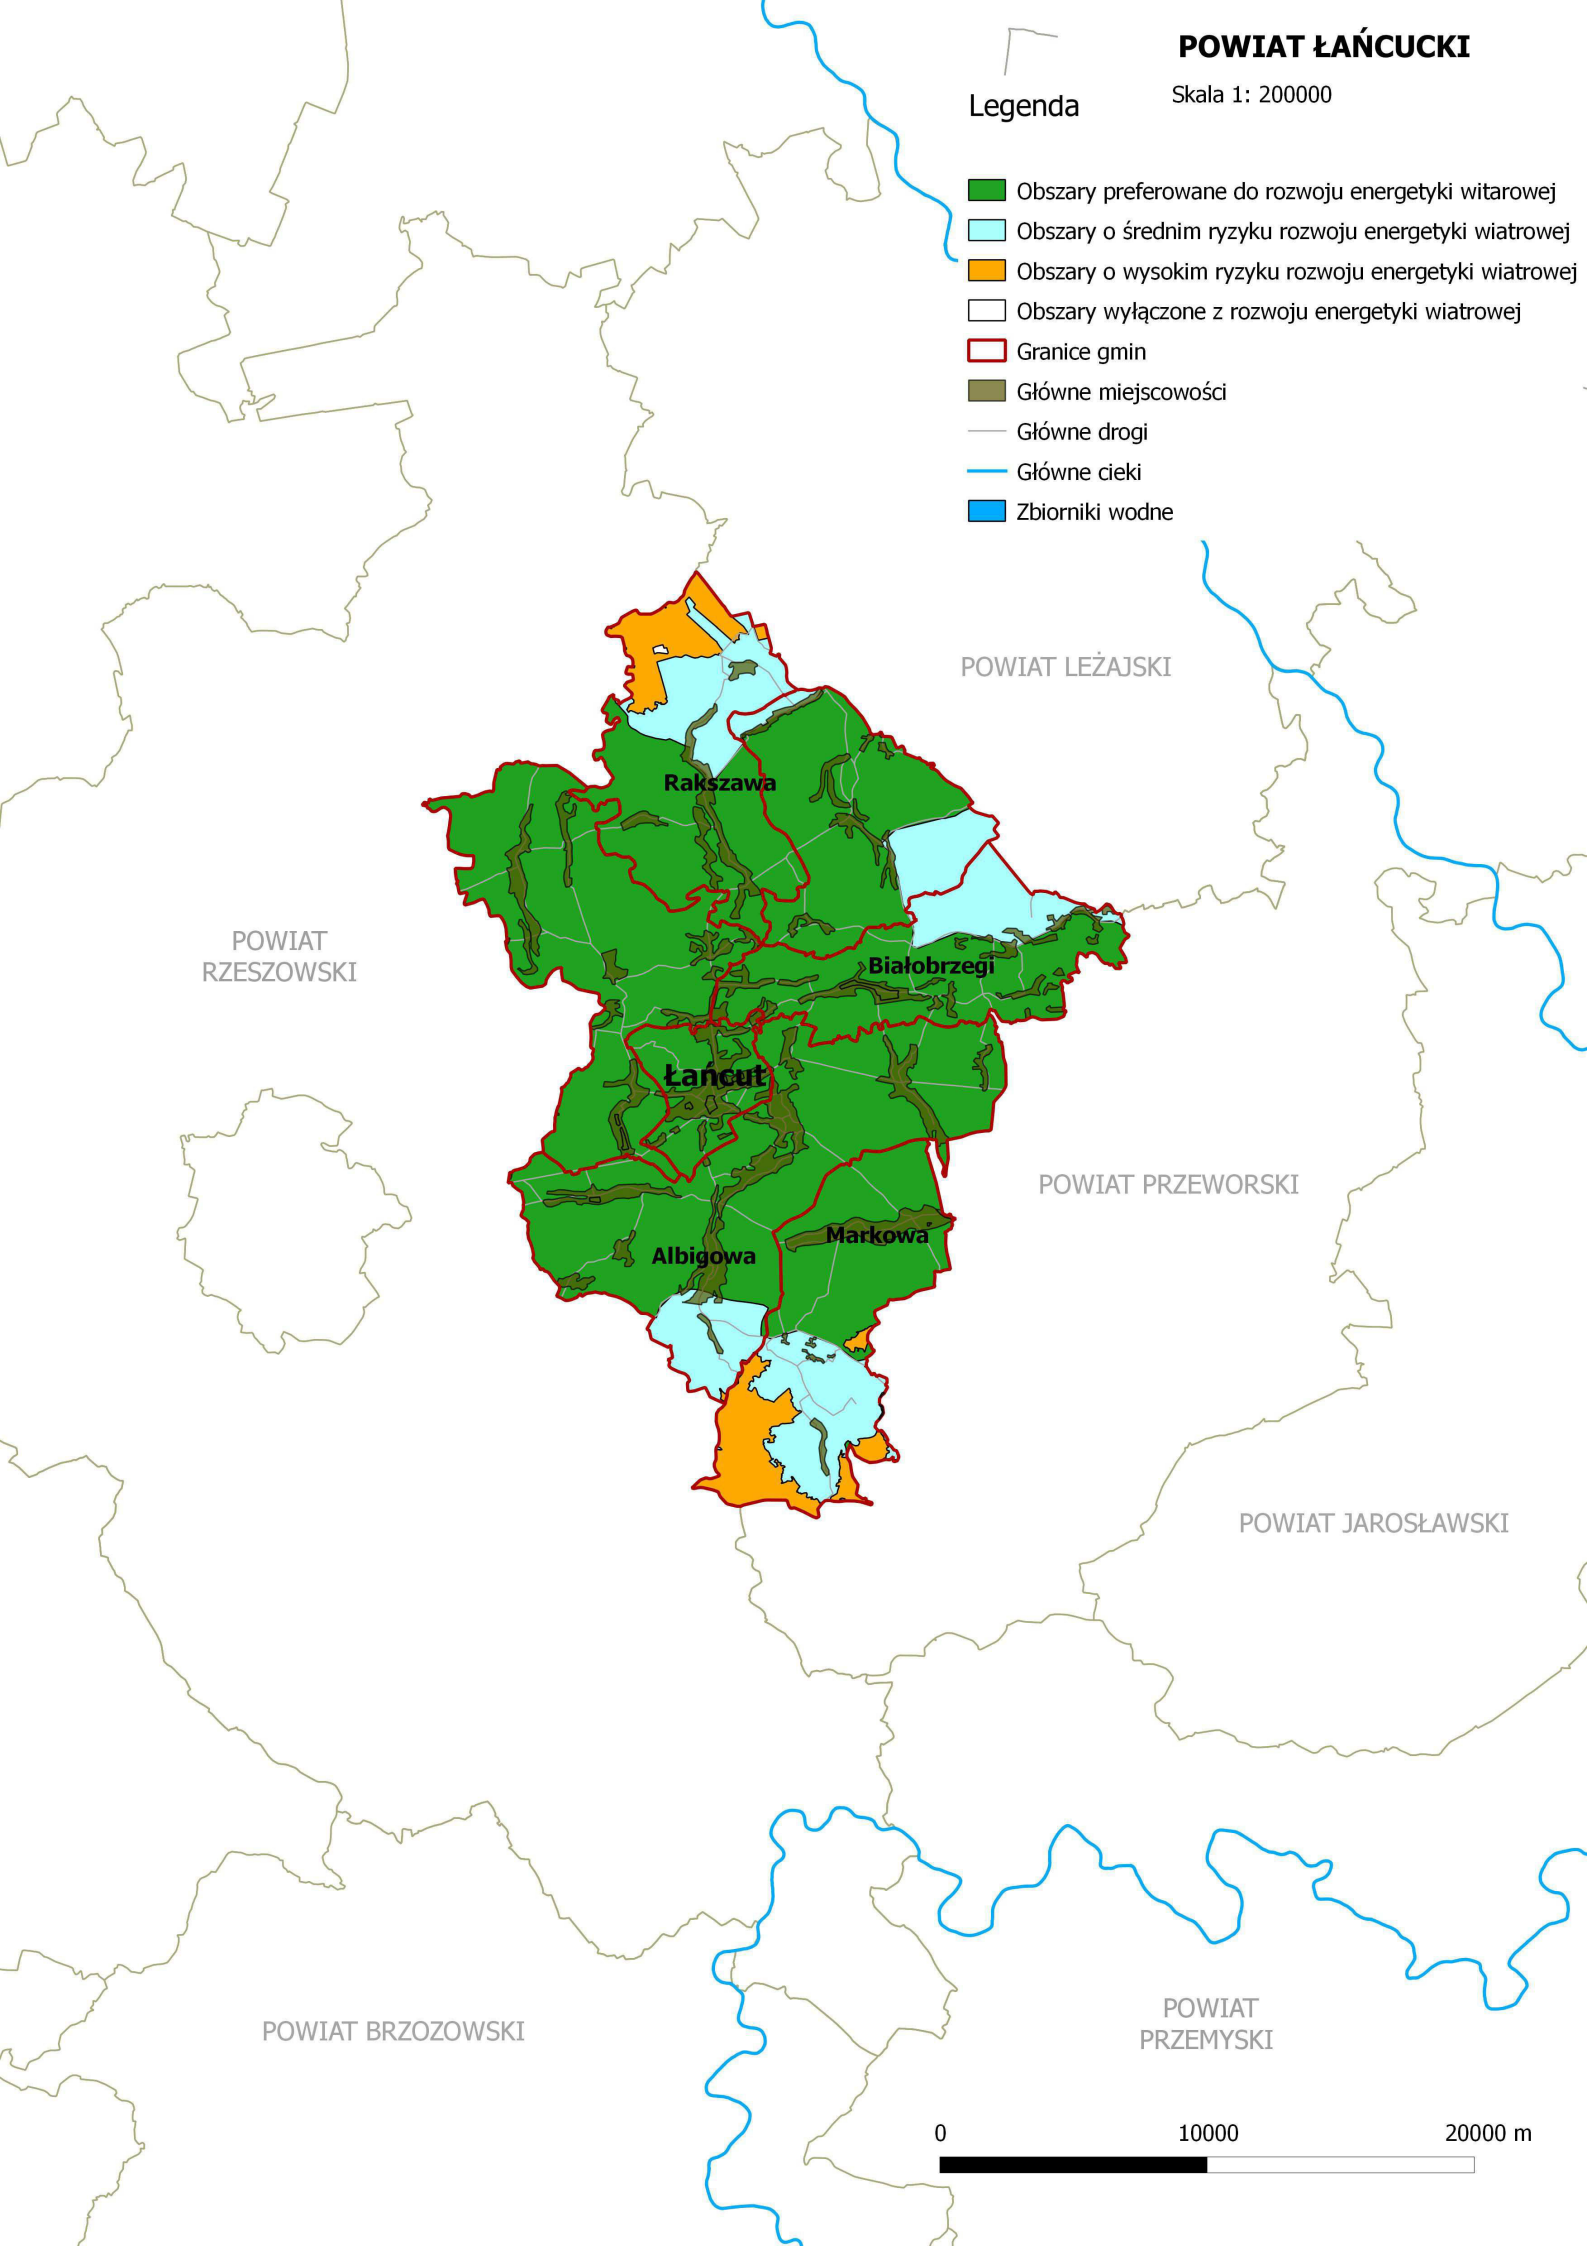 POWIAT ŁAŃCUCKI
Skala 1: 200000
Legenda
Obszary preferowane do rozwoju energetyki witarowej
Obszary o średnim ryzyku rozwoju energetyki wiatrowej
Obszary o wysokim ryzyku rozwoju energetyki wiatrowej
Obszary wyłączone z rozwoju energetyki wiatrowej
Granice gmin
Główne miejscowości
Główne drogi
Główne cieki
Zbiorniki wodne
POWIAT LEŻAJSKI
Rakszawa
POWIAT
RZESZOWSKI
Białobrzegi
Łańcut
POWIAT PRZEWORSKI
Markowa
Albigowa
POWIAT JAROSŁAWSKI
POWIAT BRZOZOWSKI
POWIAT
PRZEMYSKI
0 10000 20000 m